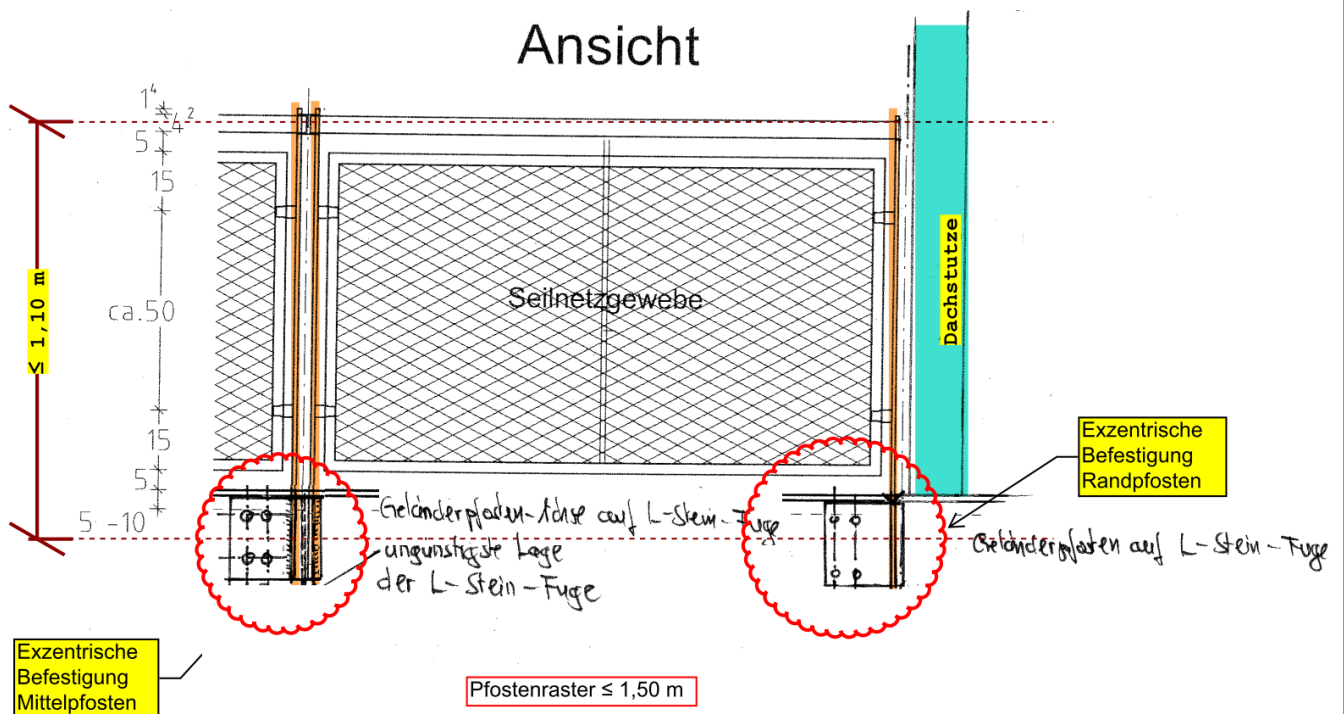 Ansicht
1⁴
4²
5
15
ca.50
15
5
5 -10
≤ 1,10 m
Seilnetzgewebe
Dachstütze
Exzentrische
Befestigung
Randpfosten
Geländerpfosten-Achse auf L-Stein-Fuge
ungünstigste Lage
der L-Stein-Fuge
Geländerpfosten auf L-Stein-Fuge
Exzentrische
Befestigung
Mittelpfosten
Pfostenraster ≤ 1,50 m